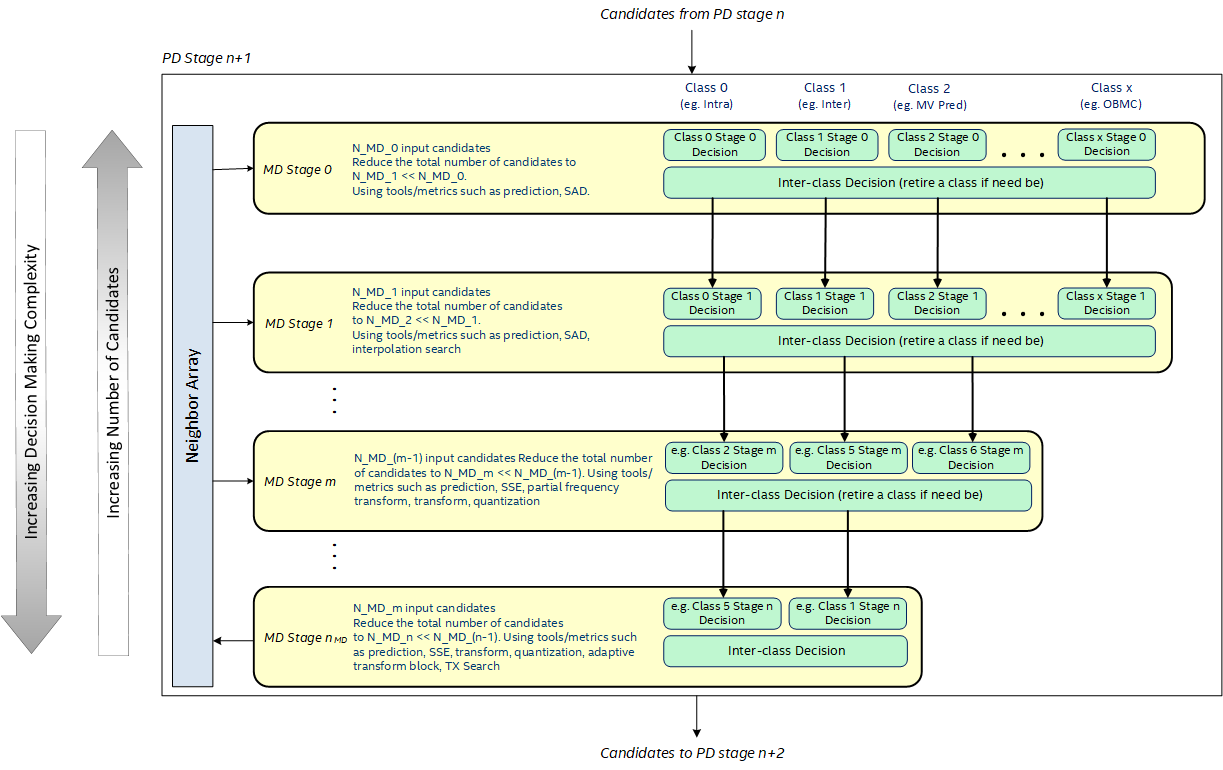 Candidates from PD stage n
PD Stage n+1
Class 0
(eg. Intra)
Class 1
(eg. Inter)
Class 2
(eg. MV Pred)
Class x
(eg. OBMC)
Increasing Decision Making Complexity
Increasing Number of Candidates
Neighbor Array
MD Stage 0
N_MD_0 input candidates
Reduce the total number of candidates to
N_MD_1 << N_MD_0.
Using tools/metrics such as prediction, SAD.
Class 0 Stage 0
Decision
Class 1 Stage 0
Decision
Class 2 Stage 0
Decision
. . .
Class x Stage 0
Decision
Inter-class Decision (retire a class if need be)
MD Stage 1
N_MD_1 input candidates
Reduce the total number of candidates
to N_MD_2 << N_MD_1.
Using tools/metrics such as prediction, SAD,
interpolation search
Class 0 Stage 1
Decision
Class 1 Stage 1
Decision
Class 2 Stage 1
Decision
. . .
Class x Stage 1
Decision
Inter-class Decision (retire a class if need be)
MD Stage m
N_MD_(m-1) input candidates Reduce the total number
of candidates to N_MD_m << N_MD_(m-1). Using tools/
metrics such as prediction, SSE, partial frequency
transform, transform, quantization
e.g. Class 2 Stage m
Decision
e.g. Class 5 Stage m
Decision
e.g. Class 6 Stage m
Decision
Inter-class Decision (retire a class if need be)
MD Stage n MD
N_MD_m input candidates
Reduce the total number of candidates
to N_MD_n << N_MD_(n-1). Using tools/metrics such
as prediction, SSE, transform, quantization, adaptive
transform block, TX Search
e.g. Class 5 Stage n
Decision
e.g. Class 1 Stage n
Decision
Inter-class Decision
Candidates to PD stage n+2